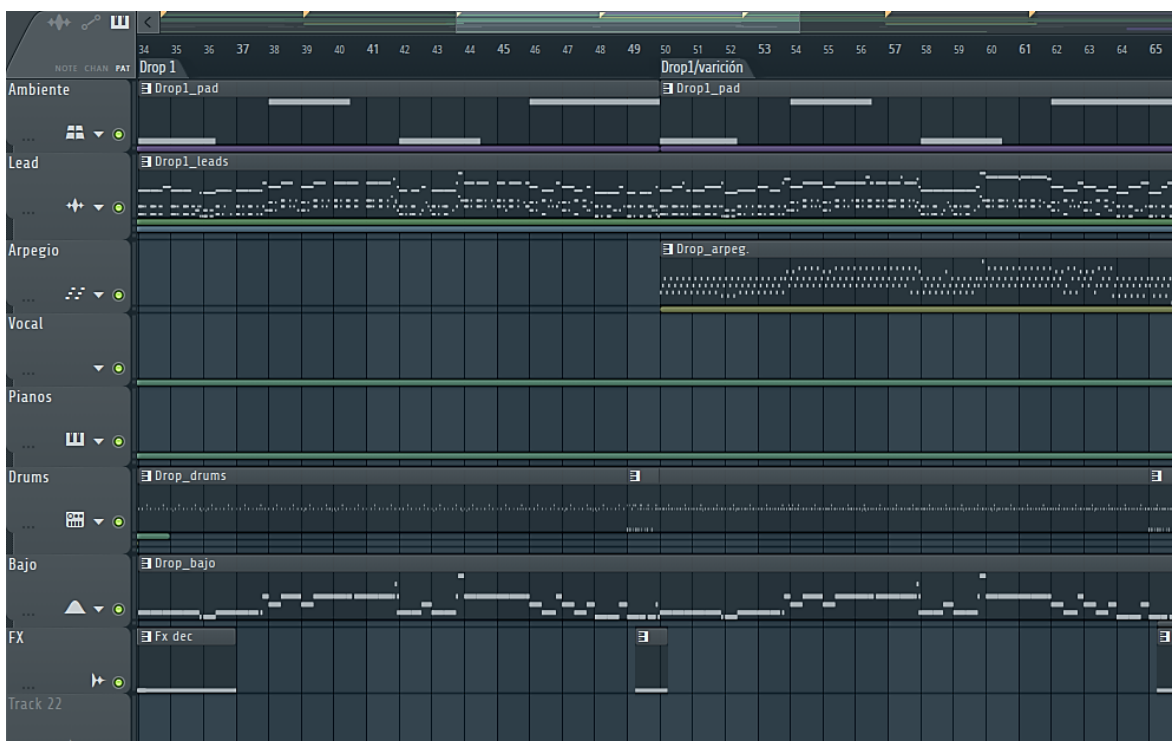 NOTE CHAN PAT
34 35 36 37 38 39 40 41 42 43 44 45 46 47 48 49 50 51 52 53 54 55 56 57 58 59 60 61 62 63 64 65
Drop 1 Drop1/varición
Ambiente
Drop1_pad Drop1_pad
Lead
Drop1_leads
Arpegio
Drop_arpeg.
Vocal
Pianos
Drums
Drop_drums
Bajo
Drop_bajo
FX
Fx dec
Track 22